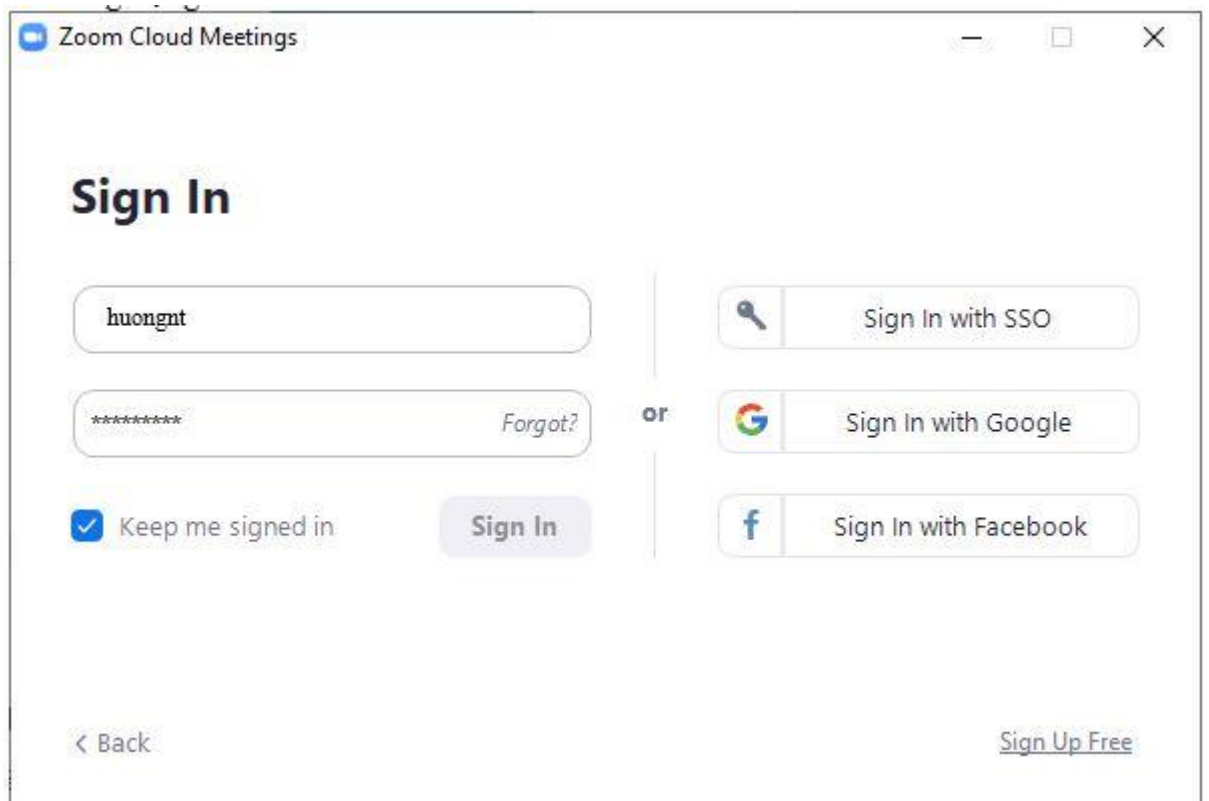 Zoom Cloud Meetings
Sign In
huongnt
*********
Forgot?
Keep me signed in
Sign In
or
Sign In with SSO
Sign In with Google
Sign In with Facebook
< Back
Sign Up Free